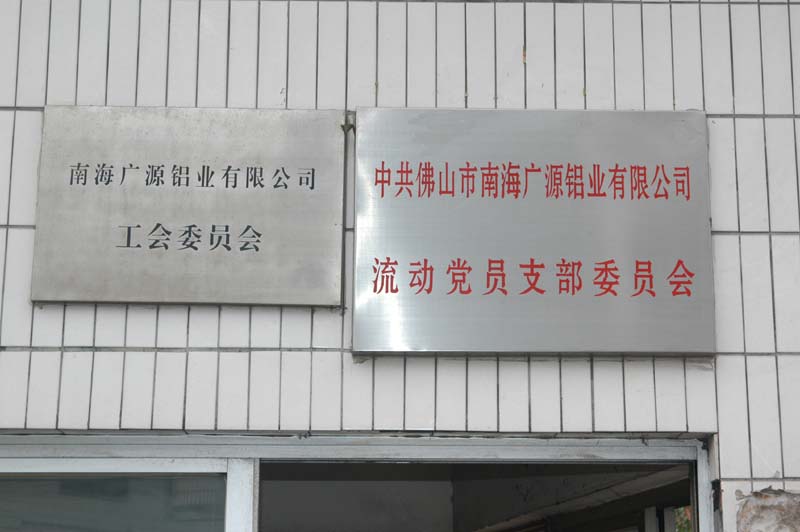 南海广源铝业有限公司
工会委员会
中共佛山市南海广源铝业有限公司
流动党员支部委员会